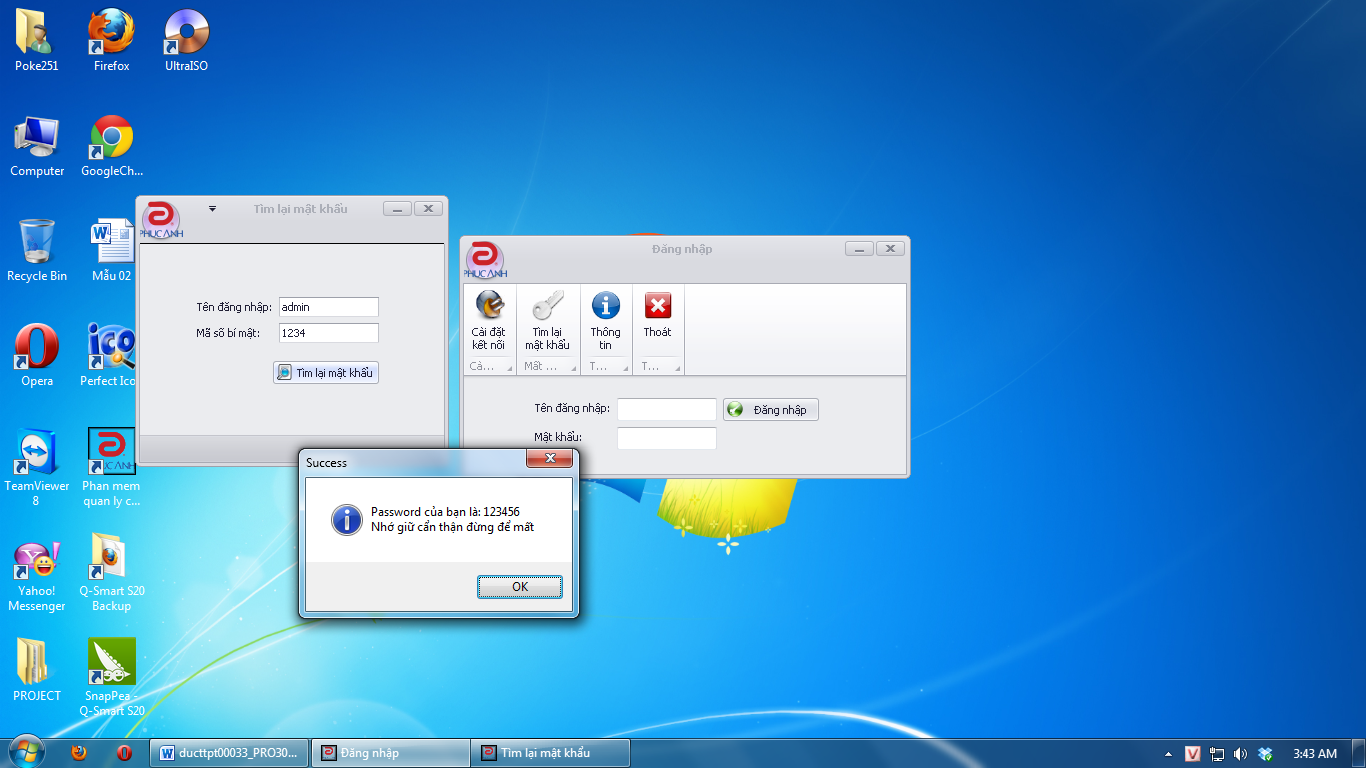 Poke251
Firefox
UltraISO
Computer
GoogleCh...
Recycle Bin
Mẫu 02
Opera
Perfect Ico
TeamViewer
8
Phan mem
quan ly c...
Yahoo!
Messenger
Q-Smart S20
Backup
PROJECT
SnapPea -
Q-Smart S20
Tìm lại mật khẩu
PHUCANH
Tên đăng nhập:
admin
Mã số bí mật:
1234
Tìm lại mật khẩu
Đăng nhập
PHUCANH
Cài đặt
kết nối
Tìm lại
mật khẩu
Thông
tin
Thoát
Cà...
Mất ...
T...
T...
Tên đăng nhập:
Đăng nhập
Mật khẩu:
Success
Password của bạn là: 123456
Nhớ giữ cẩn thận đừng để mất
OK
ducttpt00033_PRO30...
Đăng nhập
Tìm lại mật khẩu
V
3:43 AM